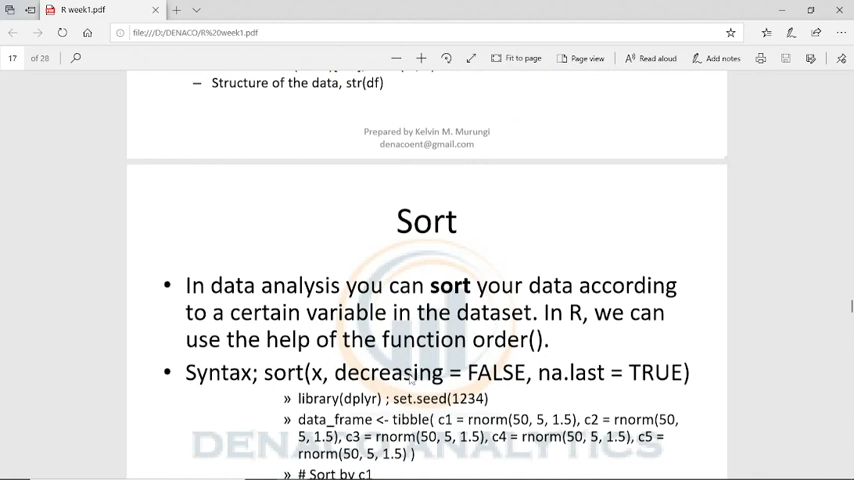 R week1.pdf
file:///D:/DENACO/R%20week1.pdf
17 of 28
Fit to page
Page view
Read aloud
Add notes
– Structure of the data, str(df)
Prepared by Kelvin M. Murungi
denacoent@gmail.com
Sort
• In data analysis you can sort your data according
to a certain variable in the dataset. In R, we can
use the help of the function order().
• Syntax; sort(x, decreasing = FALSE, na.last = TRUE)
» library(dplyr) ; set.seed(1234)
» data_frame <- tibble( c1 = rnorm(50, 5, 1.5), c2 = rnorm(50,
5, 1.5), c3 = rnorm(50, 5, 1.5), c4 = rnorm(50, 5, 1.5), c5 =
rnorm(50, 5, 1.5) )
DENACO ANALYTICS
» # Sort by c1